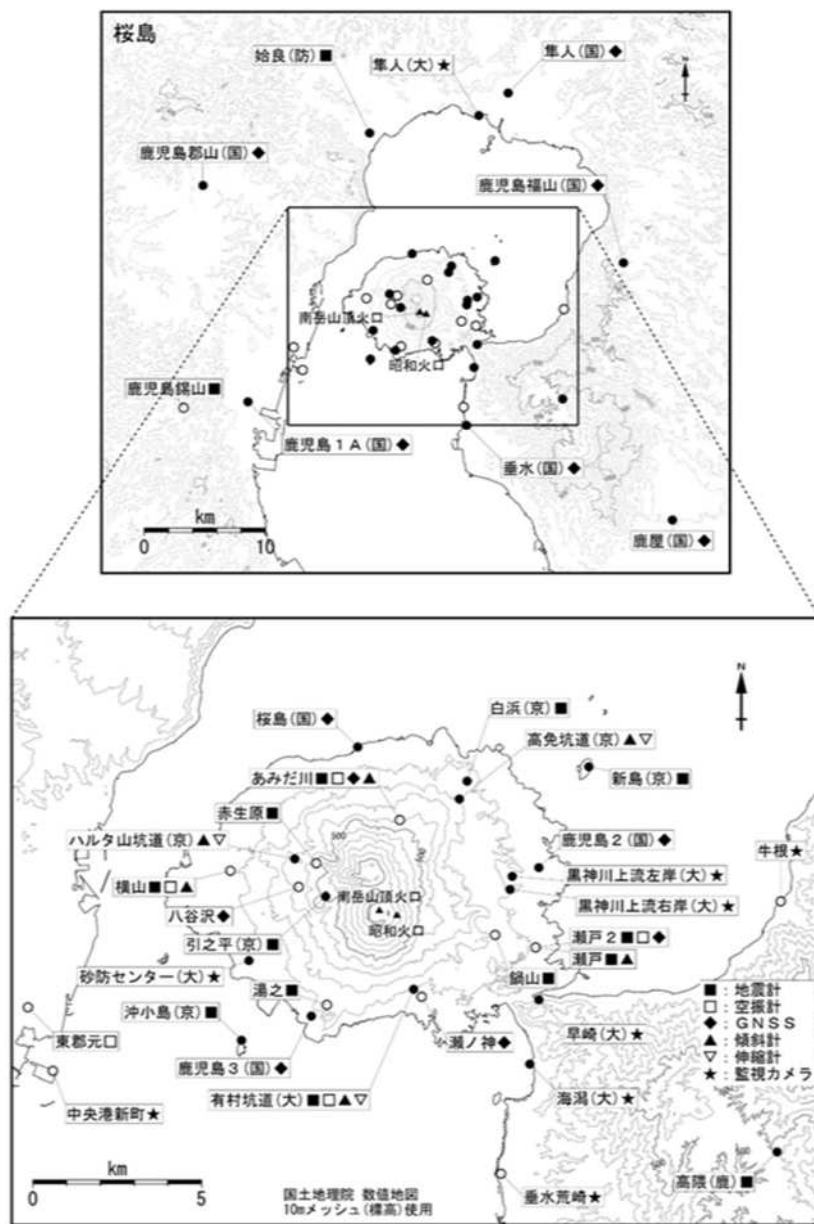 桜島
姶良(防)■
隼人(大)★
隼人(国)◆
N
鹿児島郡山(国)◆
鹿児島福山(国)◆
南岳山頂火口
昭和火口
鹿児島錫山■
鹿児島1A(国)◆
垂水(国)◆
鹿屋(国)◆
km
0 10
N
白浜(京)■
桜島(国)◆
高免坑道(京)▲▽
あみだ川■□◆▲
新島(京)■
赤生原■
ハルタ山坑道(京)▲▽
鹿児島2(国)◆
牛根★
横山■□▲
黒神川上流左岸(大)★
南岳山頂火口
黒神川上流右岸(大)★
八谷沢◆
昭和火口
引之平(京)■
瀬戸2■□◆
瀬戸■▲
砂防センター(大)★
鍋山■
湯之■
沖小島(京)■
東郡元□
瀬ノ神◆
早崎(大)★
鹿児島3(国)◆
中央港新町★
有村坑道(大)■□▲▽
海潟(大)★
■:地震計
□:空振計
◆:GNSS
▲:傾斜計
▽:伸縮計
★:監視カメラ
500
500
500
500
高隈(鹿)■
垂水荒崎★
km
0 5
国土地理院 数値地図
10mメッシュ(標高)使用